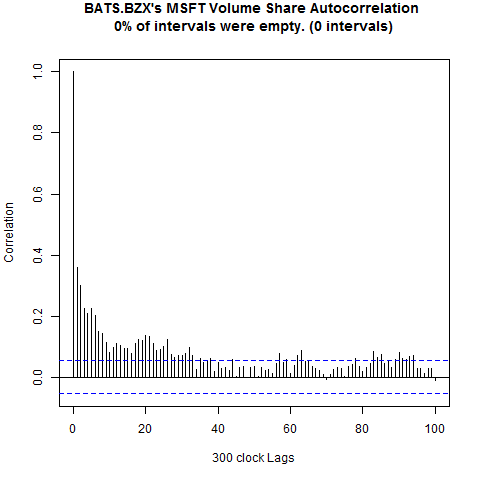 BATS.BZX's MSFT Volume Share Autocorrelation
0% of intervals were empty. (0 intervals)
Correlation
1.0
0.8
0.6
0.4
0.2
0.0
0 20 40 60 80 100
300 clock Lags